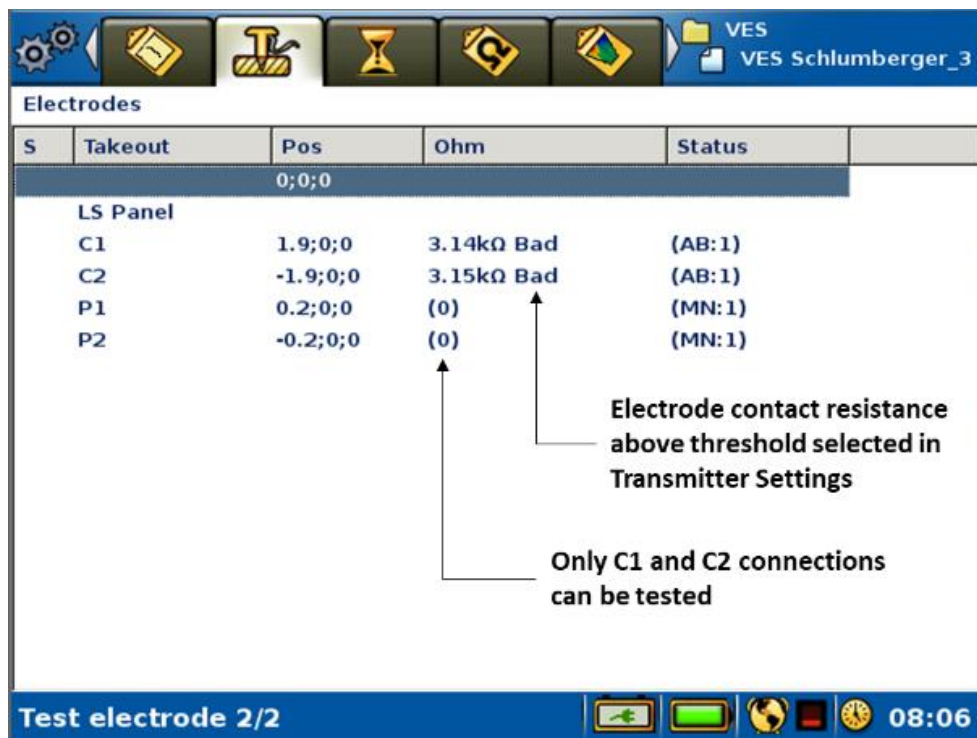 VES
VES Schlumberger_3
Electrodes
S Takeout Pos Ohm Status
0;0;0
LS Panel
C1 1.9;0;0 3.14kΩ Bad (AB:1)
C2 -1.9;0;0 3.15kΩ Bad (AB:1)
P1 0.2;0;0 (0) (MN:1)
P2 -0.2;0;0 (0) (MN:1)
Electrode contact resistance
above threshold selected in
Transmitter Settings
Only C1 and C2 connections
can be tested
Test electrode 2/2 08:06